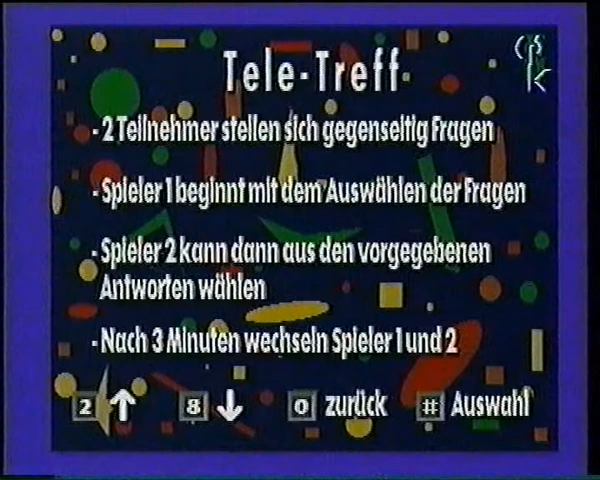 Tele-Treff
- 2 Teilnehmer stellen sich gegenseitig Fragen
- Spieler 1 beginnt mit dem Auswählen der Fragen
- Spieler 2 kann dann aus den vorgegebenen
Antworten wählen
- Nach 3 Minuten wechseln Spieler 1 und 2
2 ↑ 8 ↓ 0 zurück # Auswahl